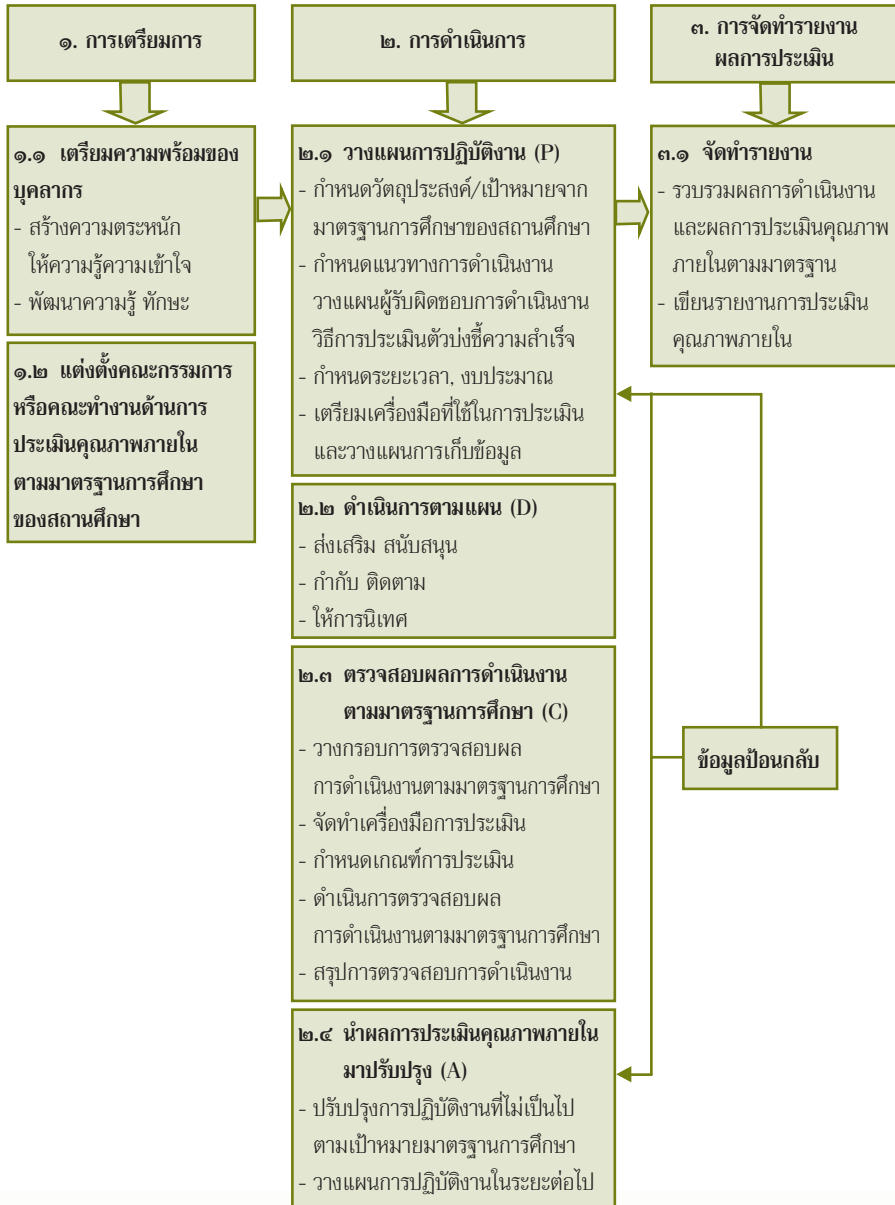 ๑. การเตรียมการ
๒. การดำเนินการ
๓. การจัดทำรายงาน
ผลการประเมิน
๑.๑ เตรียมความพร้อมของ
บุคลากร
- สร้างความตระหนัก
ให้ความรู้ความเข้าใจ
- พัฒนาความรู้ ทักษะ
๑.๒ แต่งตั้งคณะกรรมการ
หรือคณะทำงานด้านการ
ประเมินคุณภาพภายใน
ตามมาตรฐานการศึกษา
ของสถานศึกษา
๒.๑ วางแผนการปฏิบัติงาน (P)
- กำหนดวัตถุประสงค์/เป้าหมายจาก
มาตรฐานการศึกษาของสถานศึกษา
- กำหนดแนวทางการดำเนินงาน
วางแผนผู้รับผิดชอบการดำเนินงาน
วิธีการประเมินตัวบ่งชี้ความสำเร็จ
- กำหนดระยะเวลา, งบประมาณ
- เตรียมเครื่องมือที่ใช้ในการประเมิน
และวางแผนการเก็บข้อมูล
๒.๒ ดำเนินการตามแผน (D)
- ส่งเสริม สนับสนุน
- กำกับ ติดตาม
- ให้การนิเทศ
๒.๓ ตรวจสอบผลการดำเนินงาน
ตามมาตรฐานการศึกษา (C)
- วางกรอบการตรวจสอบผล
การดำเนินงานตามมาตรฐานการศึกษา
- จัดทำเครื่องมือการประเมิน
- กำหนดเกณฑ์การประเมิน
- ดำเนินการตรวจสอบผล
การดำเนินงานตามมาตรฐานการศึกษา
- สรุปการตรวจสอบการดำเนินงาน
๒.๔ นำผลการประเมินคุณภาพภายใน
มาปรับปรุง (A)
- ปรับปรุงการปฏิบัติงานที่ไม่เป็นไป
ตามเป้าหมายมาตรฐานการศึกษา
- วางแผนการปฏิบัติงานในระยะต่อไป
๓.๑ จัดทำรายงาน
- รวบรวมผลการดำเนินงาน
และผลการประเมินคุณภาพ
ภายในตามมาตรฐาน
- เขียนรายงานการประเมิน
คุณภาพภายใน
ข้อมูลป้อนกลับ